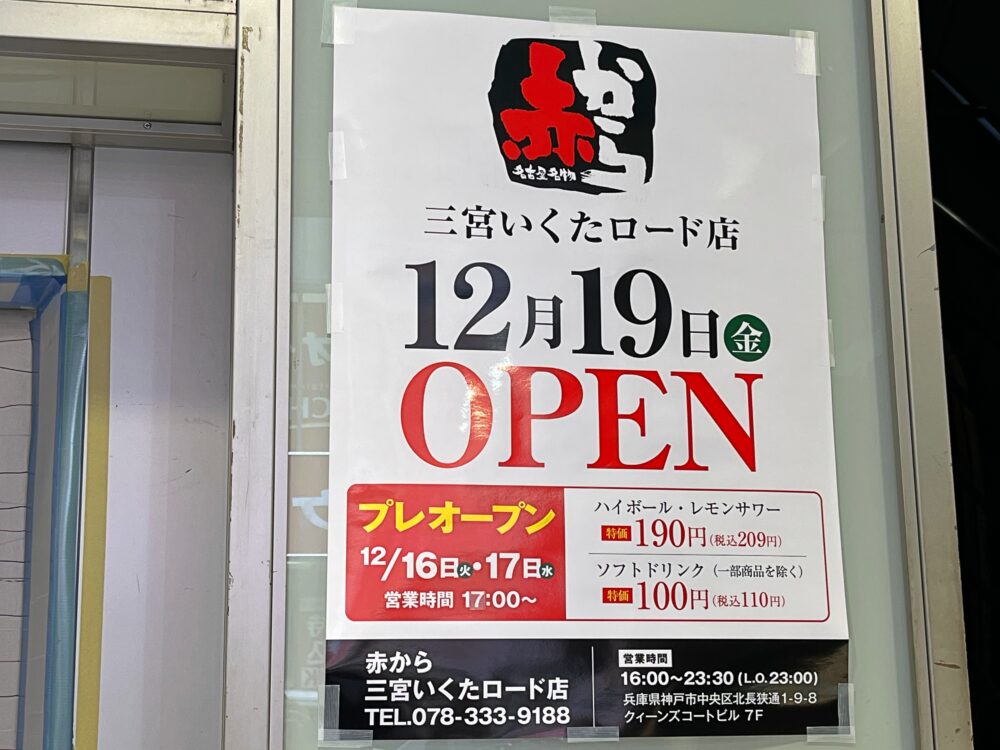 赤から
名古屋名物
三宮いくたロード店
12月19日金
OPEN
プレオープン
12/16日火・17日水
営業時間 17:00～
ハイボール・レモンサワー
特価 190円(税込209円)
ソフトドリンク(一部商品を除く)
特価 100円(税込110円)
赤から
三宮いくたロード店
TEL.078-333-9188
営業時間
16:00～23:30 (L.O. 23:00)
兵庫県神戸市中央区北長狭通1-9-8
クィーンズコートビル 7F